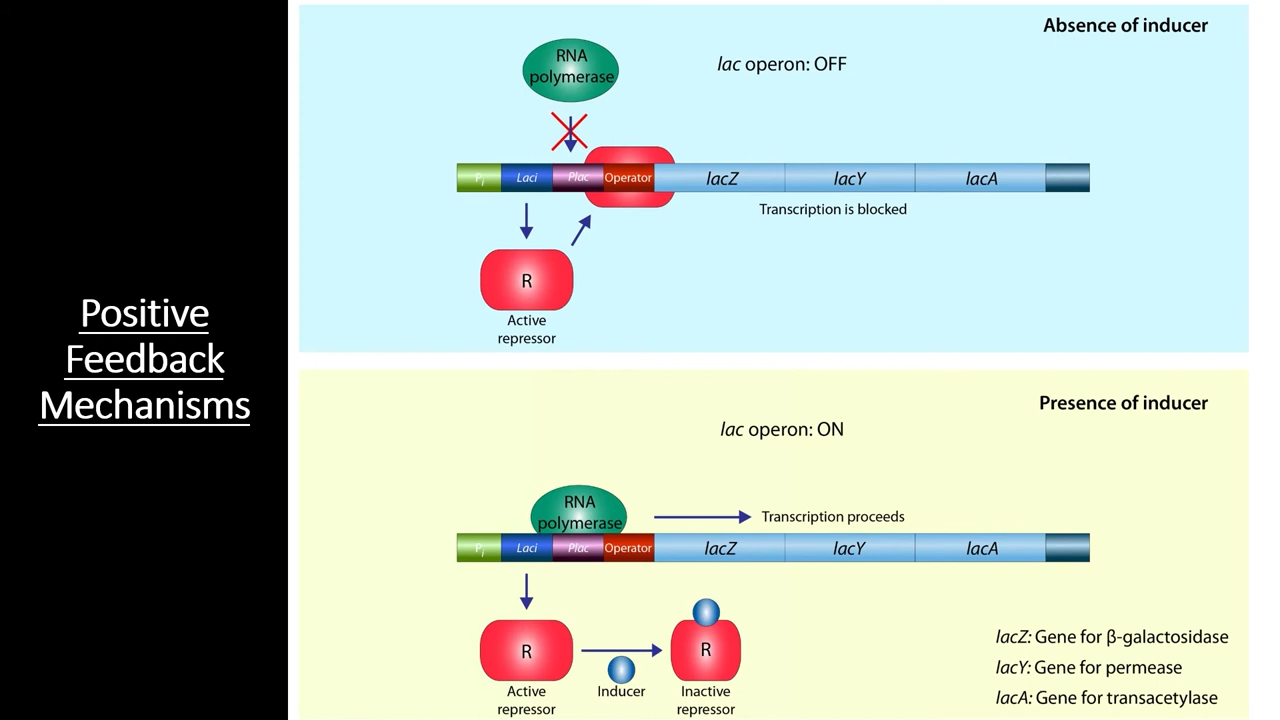 Positive
Feedback
Mechanisms
Absence of inducer
lac operon: OFF
RNA
polymerase
Pi Laci Plac Operator lacZ lacY lacA
Transcription is blocked
R
Active
repressor
Presence of inducer
lac operon: ON
RNA
polymerase
Transcription proceeds
Pi Laci Plac Operator lacZ lacY lacA
R
R
Active
repressor
Inducer
Inactive
repressor
lacZ: Gene for β-galactosidase
lacY: Gene for permease
lacA: Gene for transacetylase